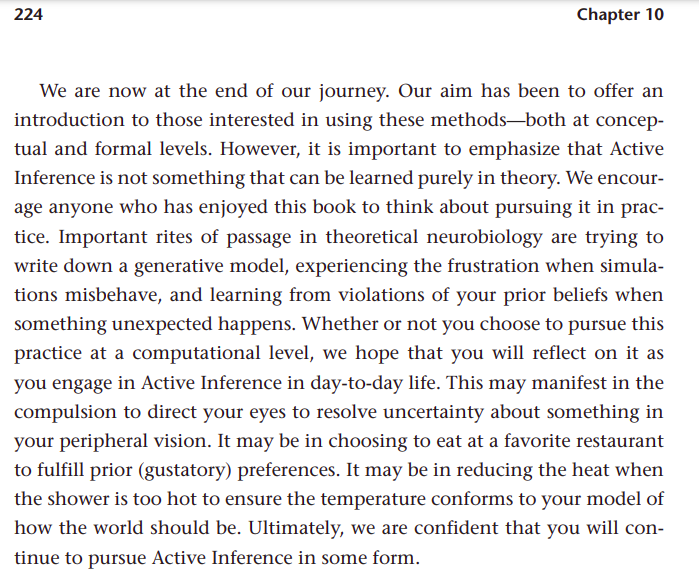 224
Chapter 10
We are now at the end of our journey. Our aim has been to offer an
introduction to those interested in using these methods—both at concep-
tual and formal levels. However, it is important to emphasize that Active
Inference is not something that can be learned purely in theory. We encour-
age anyone who has enjoyed this book to think about pursuing it in prac-
tice. Important rites of passage in theoretical neurobiology are trying to
write down a generative model, experiencing the frustration when simula-
tions misbehave, and learning from violations of your prior beliefs when
something unexpected happens. Whether or not you choose to pursue this
practice at a computational level, we hope that you will reflect on it as
you engage in Active Inference in day-to-day life. This may manifest in the
compulsion to direct your eyes to resolve uncertainty about something in
your peripheral vision. It may be in choosing to eat at a favorite restaurant
to fulfill prior (gustatory) preferences. It may be in reducing the heat when
the shower is too hot to ensure the temperature conforms to your model of
how the world should be. Ultimately, we are confident that you will con-
tinue to pursue Active Inference in some form.